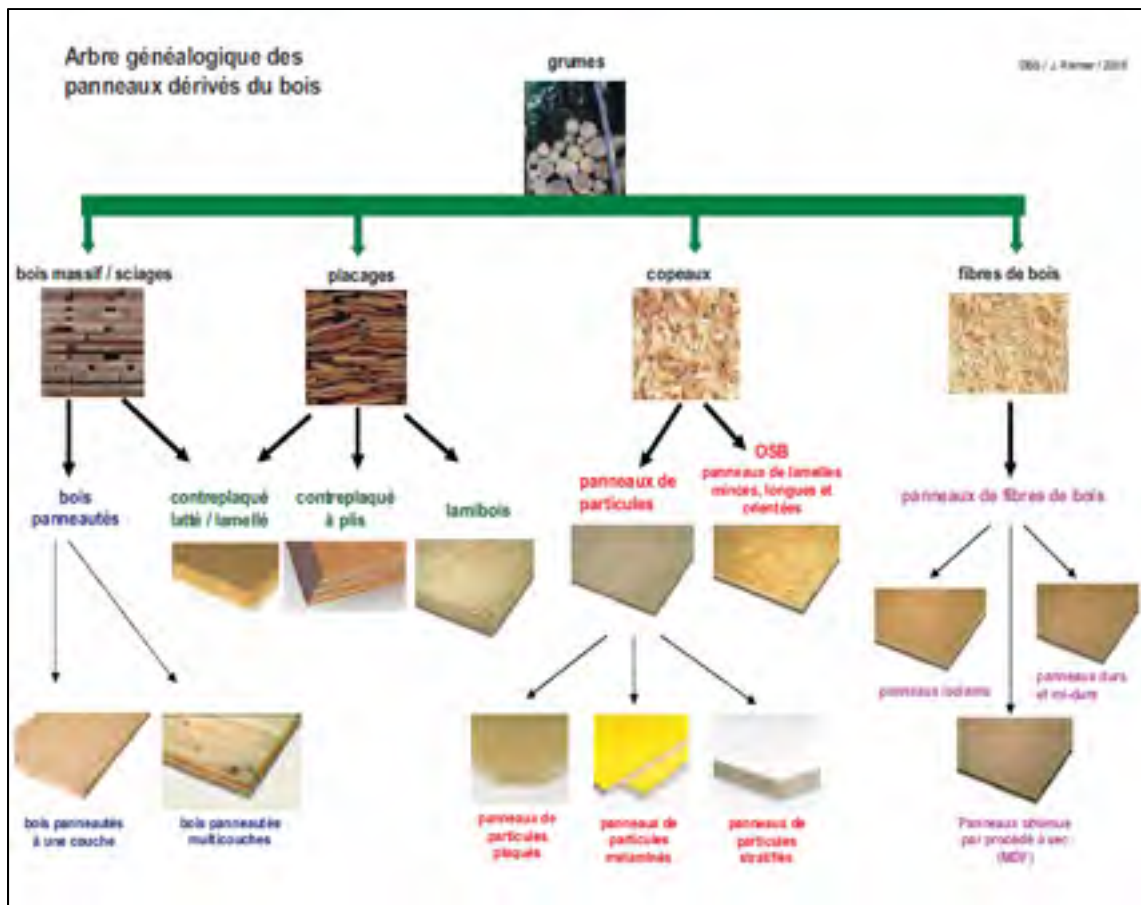 Arbre généalogique des
panneaux dérivés du bois
grumes
bois massif / sciages
placages
copeaux
fibres de bois
bois
panneautés
contreplaqué
latté / lamellé
contreplaqué
à plis
lamibois
panneaux de
particules
OSB
panneaux de lamelles
minces, longues et
orientées
panneaux de fibres de bois
panneaux isolants
panneaux durs
et mi-durs
bois panneautés
à une couche
bois panneautés
multicouches
panneaux de
particules
plaqués
panneaux de
particules
mélaminés
panneaux de
particules
stratifiés
Panneaux obtenus
par procédé à sec
(MDF)